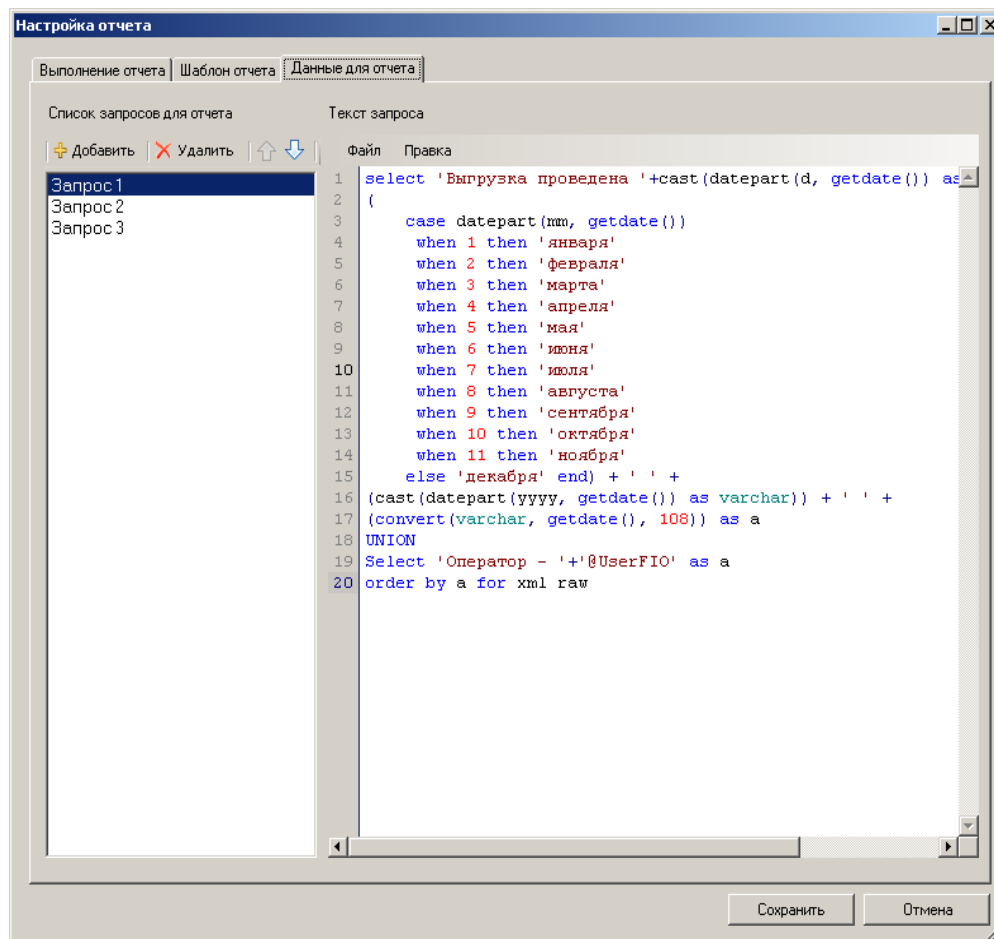 Настройка отчета
Выполнение отчета Шаблон отчета Данные для отчета
Список запросов для отчета
Добавить Удалить
Запрос 1
Запрос 2
Запрос 3
Текст запроса
Файл Правка
1 select 'Выгрузка проведена '+cast(datepart(d, getdate()) as
2 (
3 case datepart(mm, getdate())
4 when 1 then 'января'
5 when 2 then 'февраля'
6 when 3 then 'марта'
7 when 4 then 'апреля'
8 when 5 then 'мая'
9 when 6 then 'июня'
10 when 7 then 'июля'
11 when 8 then 'августа'
12 when 9 then 'сентября'
13 when 10 then 'октября'
14 when 11 then 'ноября'
15 else 'декабря' end) + ' ' +
16 (cast(datepart(yyyy, getdate()) as varchar)) + ' ' +
17 (convert(varchar, getdate(), 108)) as a
18 UNION
19 Select 'Оператор - '+'@UserFIO' as a
20 order by a for xml raw
Сохранить Отмена